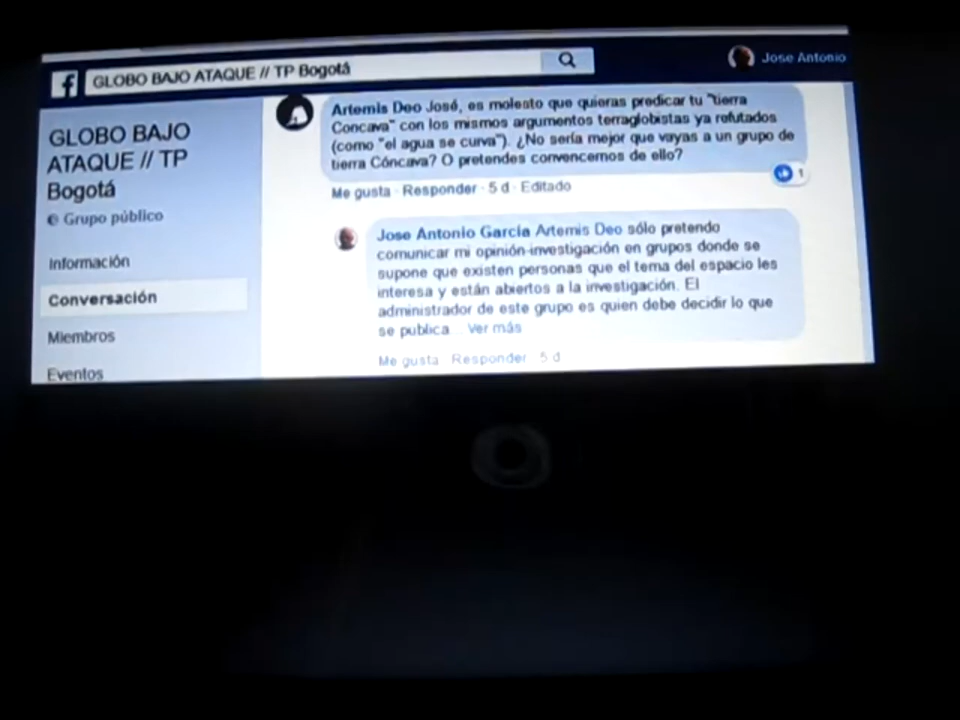 f GLOBO BAJO ATAQUE // TP Bogotá
Jose Antonio
GLOBO BAJO
ATAQUE // TP
Bogotá
Grupo público
Información
Conversación
Miembros
Eventos
Artemis Deo José, es molesto que quieras predicar tu "tierra
Concava" con los mismos argumentos terraglobistas ya refutados
(como "el agua se curva"). ¿No sería mejor que vayas a un grupo de
tierra Cóncava? O pretendes convencernos de ello?
1
Me gusta · Responder · 5 d · Editado
Jose Antonio García Artemis Deo sólo pretendo
comunicar mi opinión-investigación en grupos donde se
supone que existen personas que el tema del espacio les
interesa y están abiertos a la investigación. El
administrador de este grupo es quien debe decidir lo que
se publica... Ver más
Me gusta · Responder · 5 d